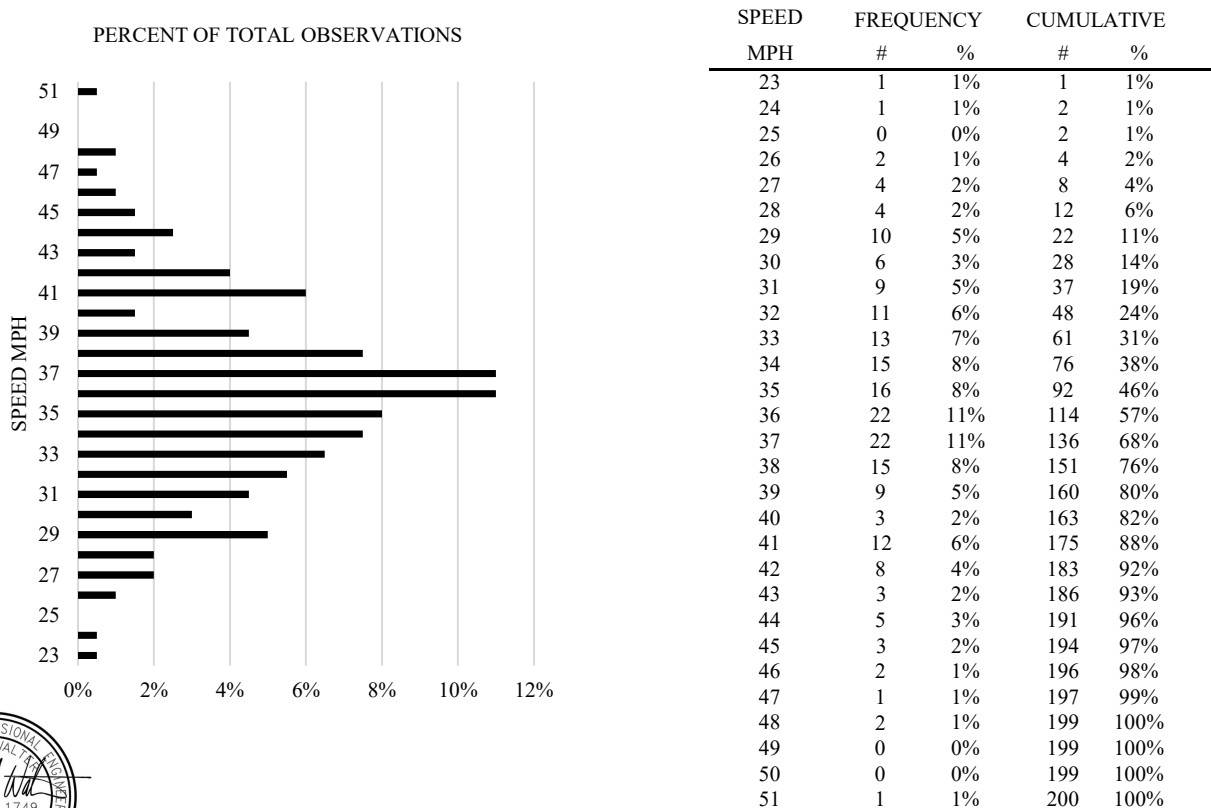 PERCENT OF TOTAL OBSERVATIONS
SPEED MPH
51
49
47
45
43
41
39
37
35
33
31
29
27
25
23
0% 2% 4% 6% 8% 10% 12%
SPEED FREQUENCY CUMULATIVE
MPH # % # %
23 1 1% 1 1%
24 1 1% 2 1%
25 0 0% 2 1%
26 2 1% 4 2%
27 4 2% 8 4%
28 4 2% 12 6%
29 10 5% 22 11%
30 6 3% 28 14%
31 9 5% 37 19%
32 11 6% 48 24%
33 13 7% 61 31%
34 15 8% 76 38%
35 16 8% 92 46%
36 22 11% 114 57%
37 22 11% 136 68%
38 15 8% 151 76%
39 9 5% 160 80%
40 3 2% 163 82%
41 12 6% 175 88%
42 8 4% 183 92%
43 3 2% 186 93%
44 5 3% 191 96%
45 3 2% 194 97%
46 2 1% 196 98%
47 1 1% 197 99%
48 2 1% 199 100%
49 0 0% 199 100%
50 0 0% 199 100%
51 1 1% 200 100%